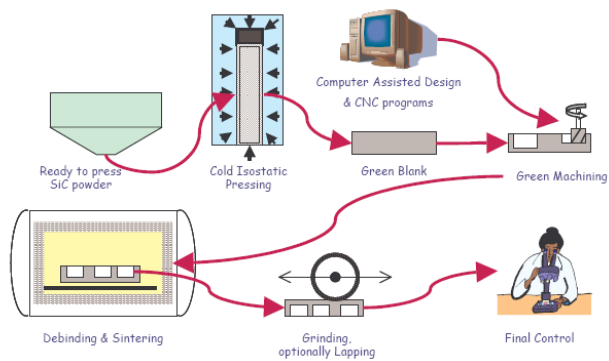 Computer Assisted Design
& CNC programs
Ready to press
SiC powder
Cold Isostatic
Pressing
Green Blank
Green Machining
Debinding & Sintering
Grinding,
optionally Lapping
Final Control